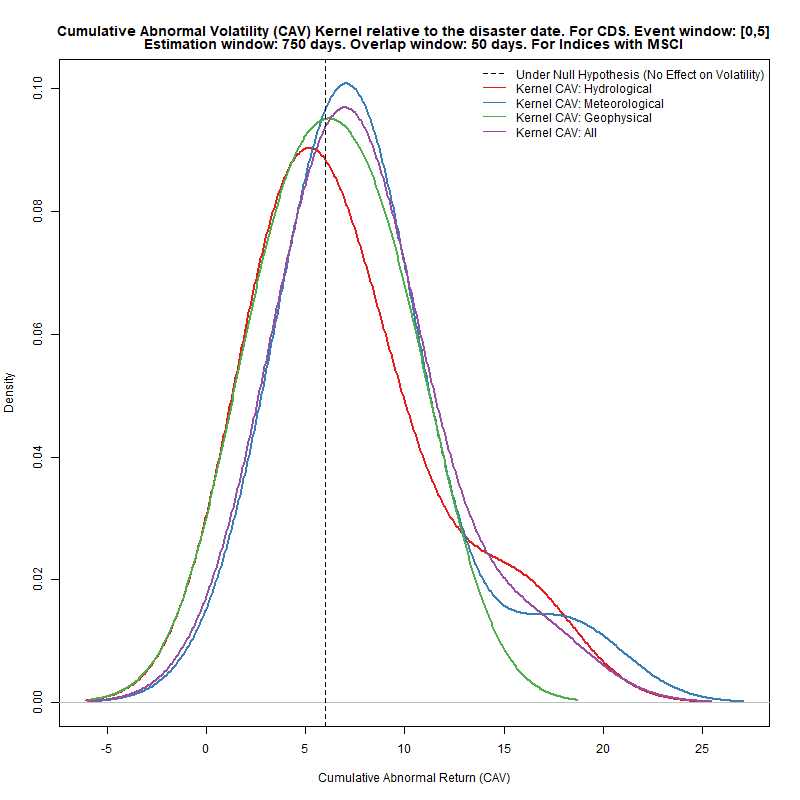 Cumulative Abnormal Volatility (CAV) Kernel relative to the disaster date. For CDS. Event window: [0,5]
Estimation window: 750 days. Overlap window: 50 days. For Indices with MSCI
Under Null Hypothesis (No Effect on Volatility)
Kernel CAV: Hydrological
Kernel CAV: Meteorological
Kernel CAV: Geophysical
Kernel CAV: All
0.10
0.08
0.06
0.04
0.02
0.00
Density
-5
0
5
10
15
20
25
Cumulative Abnormal Return (CAV)